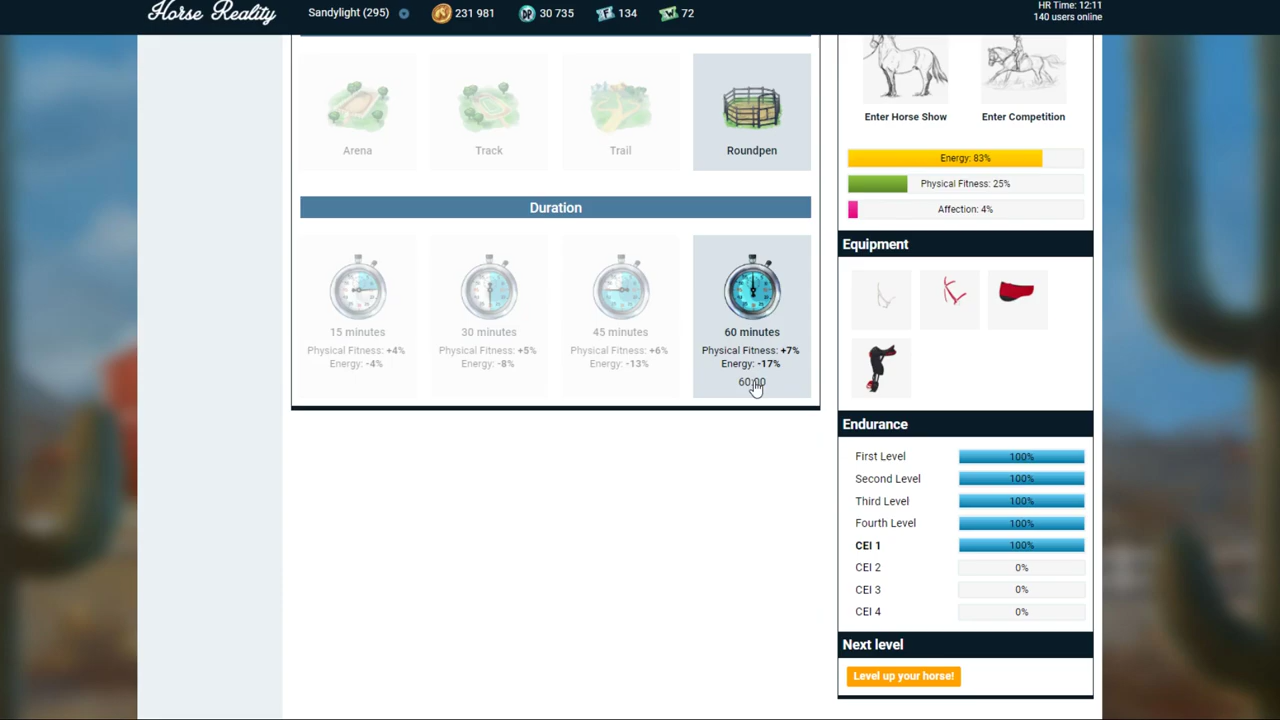 Horse Reality
Sandylight (295)
231 981
DP
30 735
134
72
HR Time: 12:11
140 users online
Arena
Track
Trail
Roundpen
Duration
15 minutes
Physical Fitness: +4%
Energy: -4%
30 minutes
Physical Fitness: +5%
Energy: -8%
45 minutes
Physical Fitness: +6%
Energy: -13%
60 minutes
Physical Fitness: +7%
Energy: -17%
60:00
Enter Horse Show
Enter Competition
Energy: 83%
Physical Fitness: 25%
Affection: 4%
Equipment
Endurance
First Level 100%
Second Level 100%
Third Level 100%
Fourth Level 100%
CEI 1 100%
CEI 2 0%
CEI 3 0%
CEI 4 0%
Next level
Level up your horse!